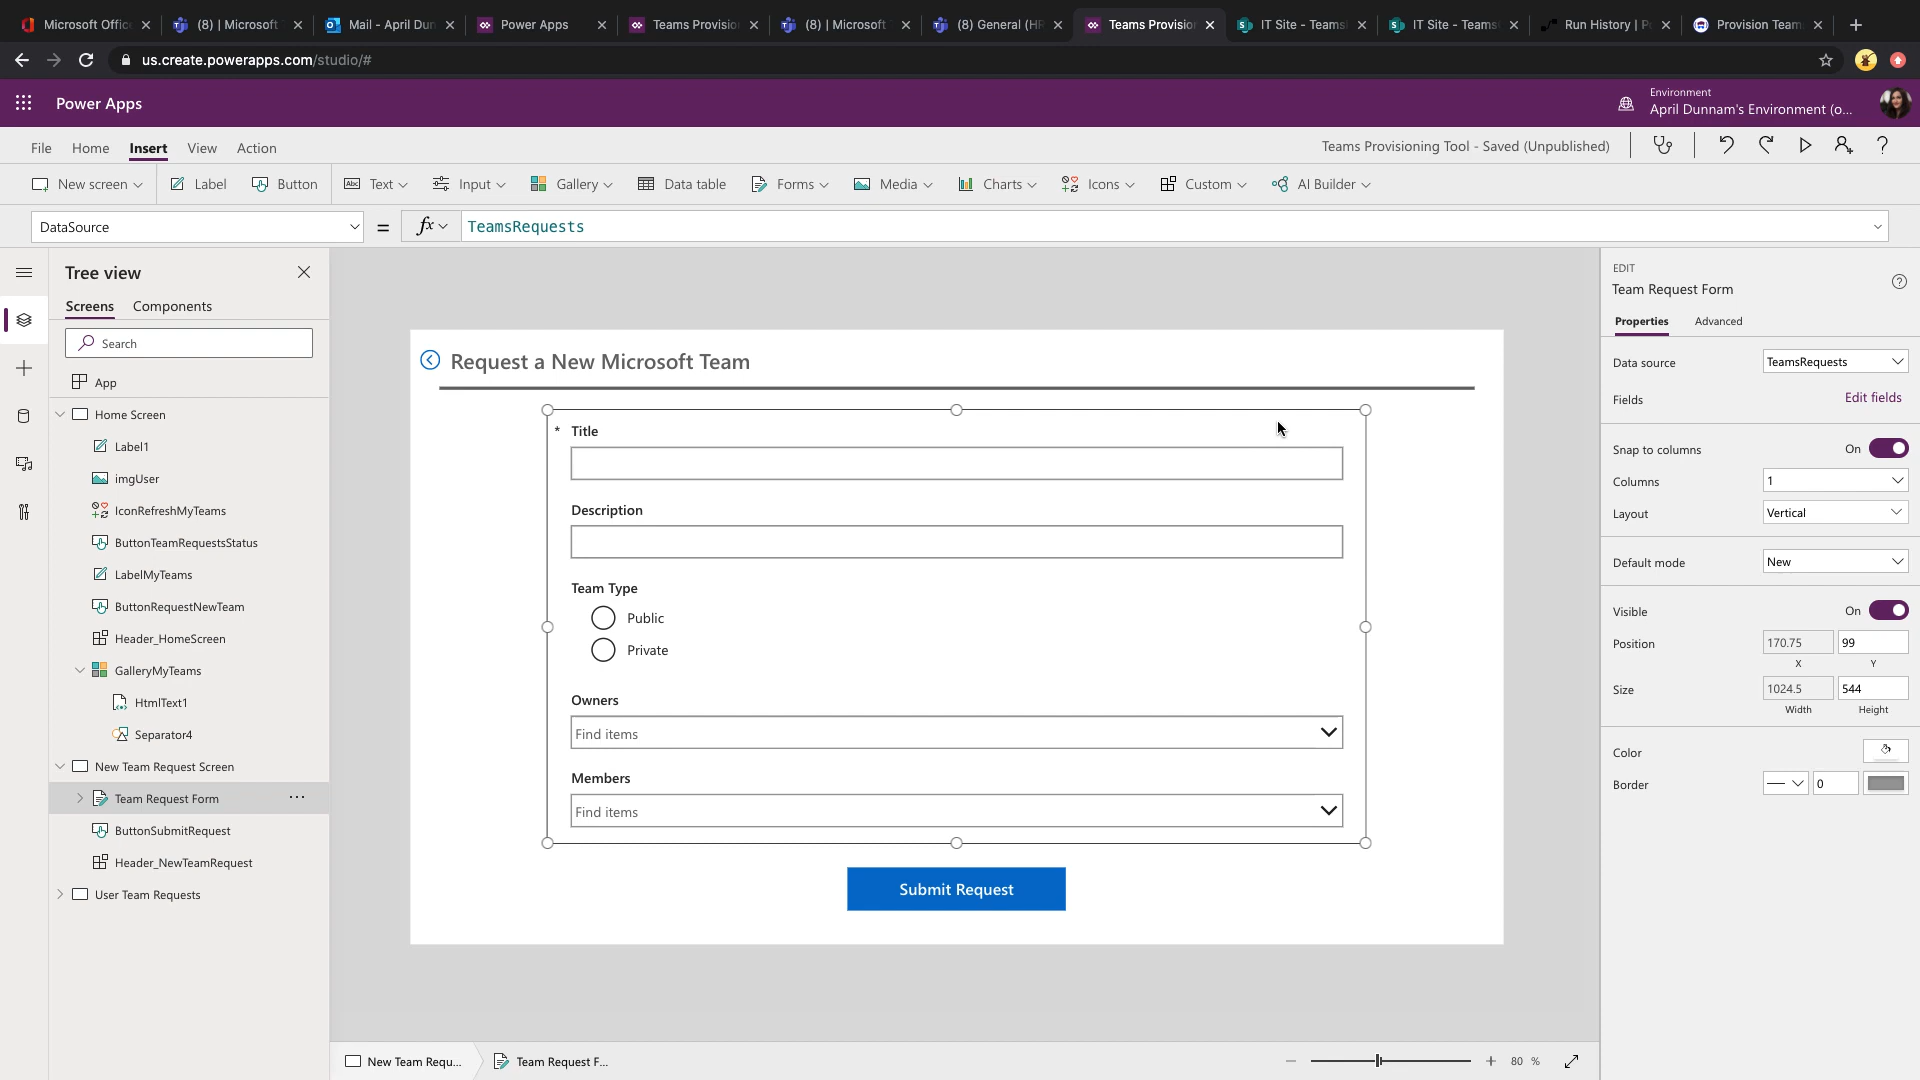 Microsoft Offic
(8) | Microsoft
Mail - April Dun
Power Apps
Teams Provisio
(8) | Microsoft
(8) General (HR
Teams Provisio
IT Site - Teams
IT Site - Teams
Run History | P
Provision Team
us.create.powerapps.com/studio/#
Power Apps
Environment
April Dunnam's Environment (o...
File
Home
Insert
View
Action
Teams Provisioning Tool - Saved (Unpublished)
New screen
Label
Button
Abc Text
Input
Gallery
Data table
Forms
Media
Charts
Icons
Custom
AI Builder
DataSource
=
fx
TeamsRequests
Tree view
Screens
Components
Search
App
Home Screen
Label1
imgUser
IconRefreshMyTeams
ButtonTeamRequestsStatus
LabelMyTeams
ButtonRequestNewTeam
Header_HomeScreen
GalleryMyTeams
HtmlText1
Separator4
New Team Request Screen
Team Request Form
...
ButtonSubmitRequest
Header_NewTeamRequest
User Team Requests
Request a New Microsoft Team
* Title
Description
Team Type
Public
Private
Owners
Find items
Members
Find items
Submit Request
New Team Requ...
Team Request F...
80 %
EDIT
Team Request Form
Properties
Advanced
Data source
TeamsRequests
Fields
Edit fields
Snap to columns
On
Columns
1
Layout
Vertical
Default mode
New
Visible
On
Position
170.75
99
X
Y
Size
1024.5
544
Width
Height
Color
Border
0